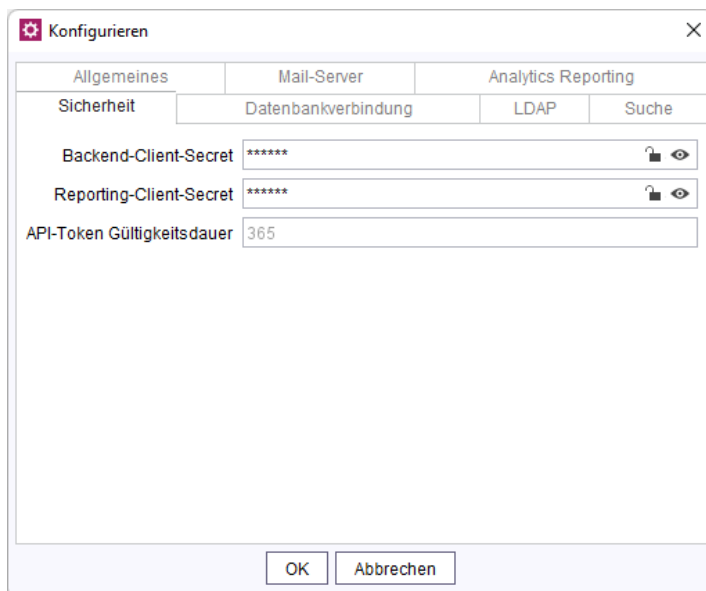 Konfigurieren
Allgemeines Mail-Server Analytics Reporting
Sicherheit Datenbankverbindung LDAP Suche
Backend-Client-Secret ******
Reporting-Client-Secret ******
API-Token Gültigkeitsdauer 365
OK Abbrechen